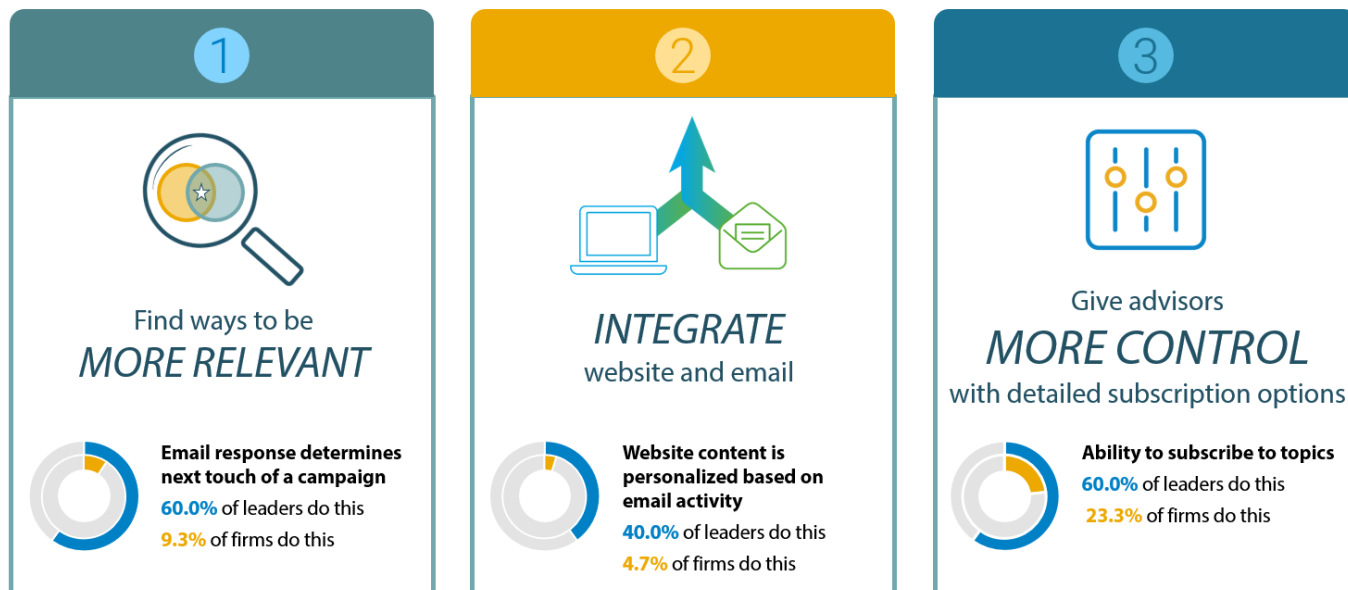 1
Find ways to be
MORE RELEVANT
Email response determines
next touch of a campaign
60.0% of leaders do this
9.3% of firms do this
2
INTEGRATE
website and email
Website content is
personalized based on
email activity
40.0% of leaders do this
4.7% of firms do this
3
Give advisors
MORE CONTROL
with detailed subscription options
Ability to subscribe to topics
60.0% of leaders do this
23.3% of firms do this